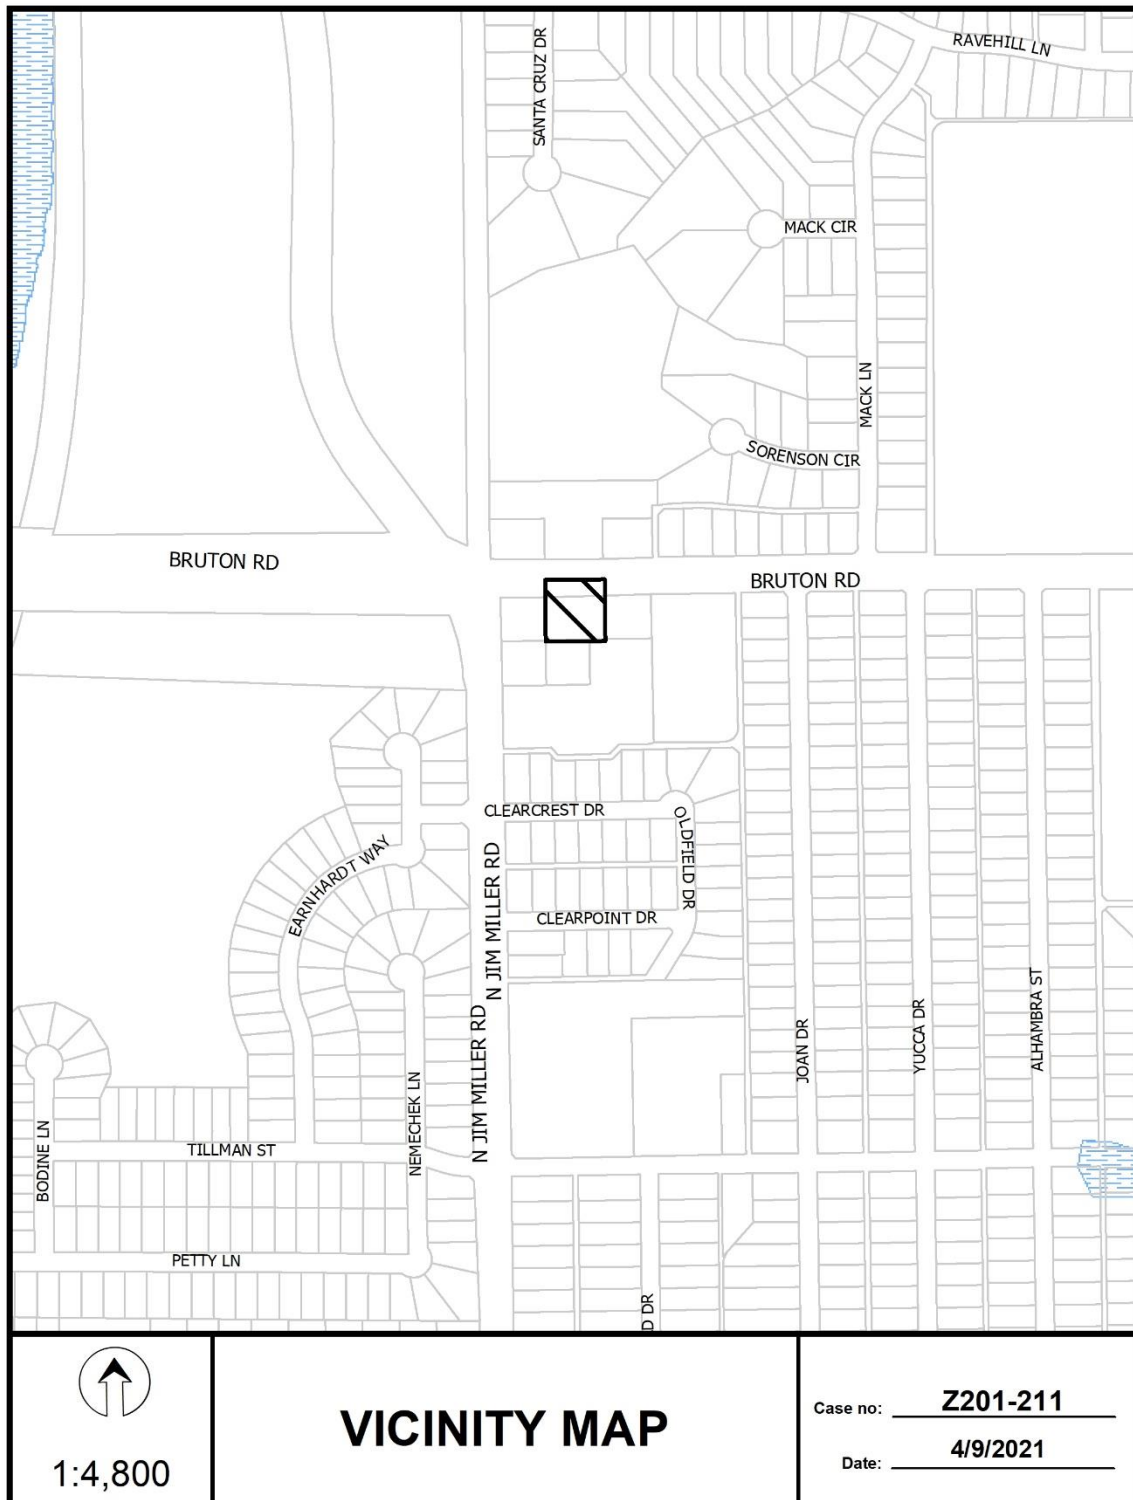 RAVEHILL LN
SANTA CRUZ DR
MACK CIR
MACK LN
SORENSON CIR
BRUTON RD
BRUTON RD
CLEARCREST DR
OLDFIELD DR
EARNHARDT WAY
N JIM MILLER RD
CLEARPOINT DR
N JIM MILLER RD
JOAN DR
YUCCA DR
ALHAMBRA ST
NEMECHEK LN
BODINE LN
TILLMAN ST
PETTY LN
D DR
1:4,800
VICINITY MAP
Case no: Z201-211
Date: 4/9/2021